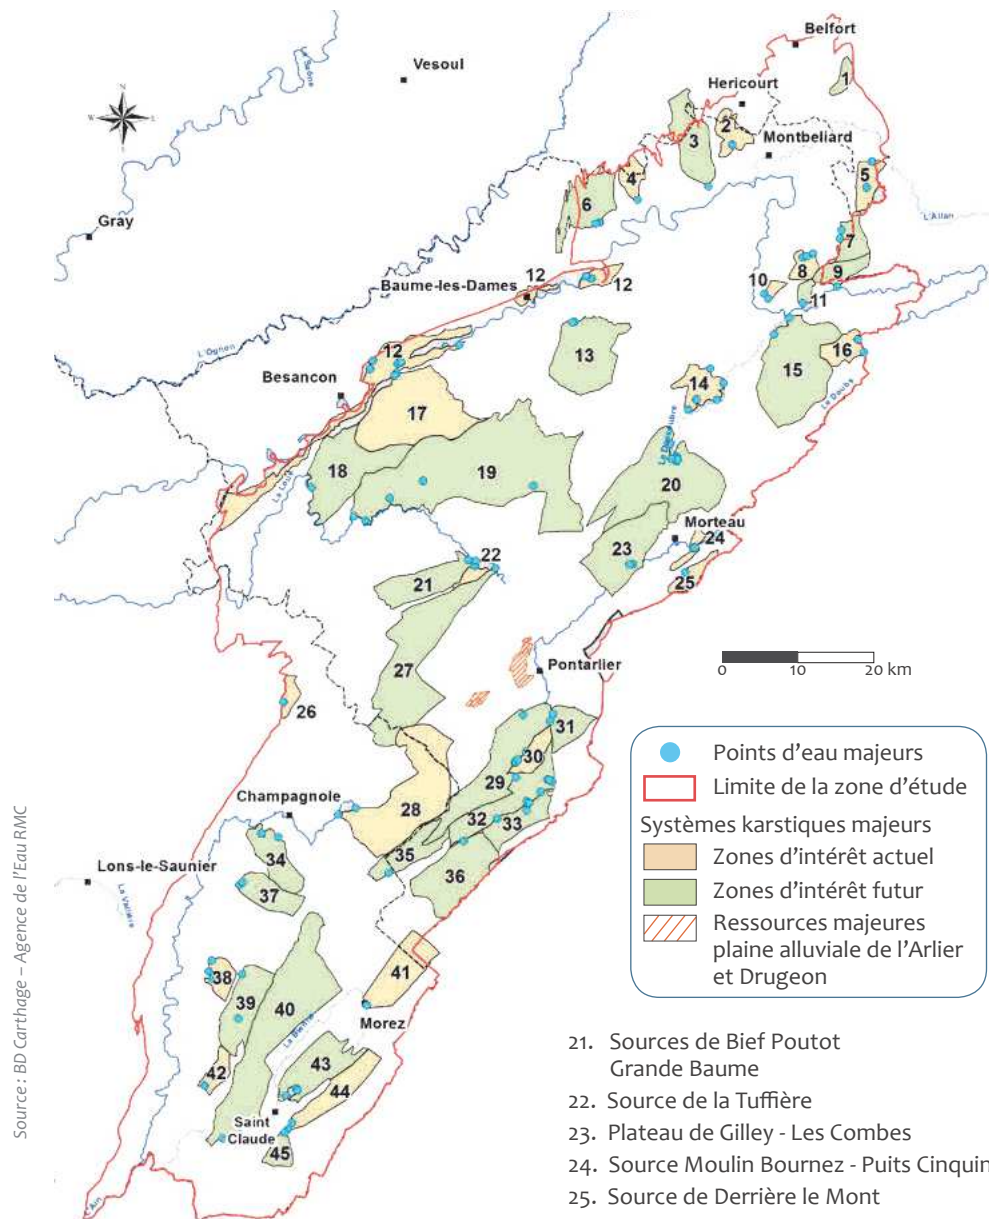 Belfort
Vesoul
La Saône
1
Hericourt
2
N
W
E
S
3
Montbeliard
4
5
6
Gray
L'Allan
7
8
9
10
11
12
Baume-les-Dames
12
L'Ognon
12
13
16
15
Besancon
14
Le Doubs
17
18
19
La Loue
20
Morteau
24
23
25
22
21
27
Pontarlier
0 10 20 km
26
31
30
29
28
Champagnole
32
33
35
36
34
Lons-le-Saunier
La Vallière
37
38
39
40
41
Morez
La Bienne
42
43
44
Saint
Claude
45
L'Ain
Points d'eau majeurs
Limite de la zone d'étude
Systèmes karstiques majeurs
Zones d'intérêt actuel
Zones d'intérêt futur
Ressources majeures
plaine alluviale de l'Arlier
et Drugeon
21. Sources de Bief Poutot
Grande Baume
22. Source de la Tuffière
23. Plateau de Gilley - Les Combes
24. Source Moulin Bournez - Puits Cinquin
25. Source de Derrière le Mont
Source : BD Carthage – Agence de l'Eau RMC